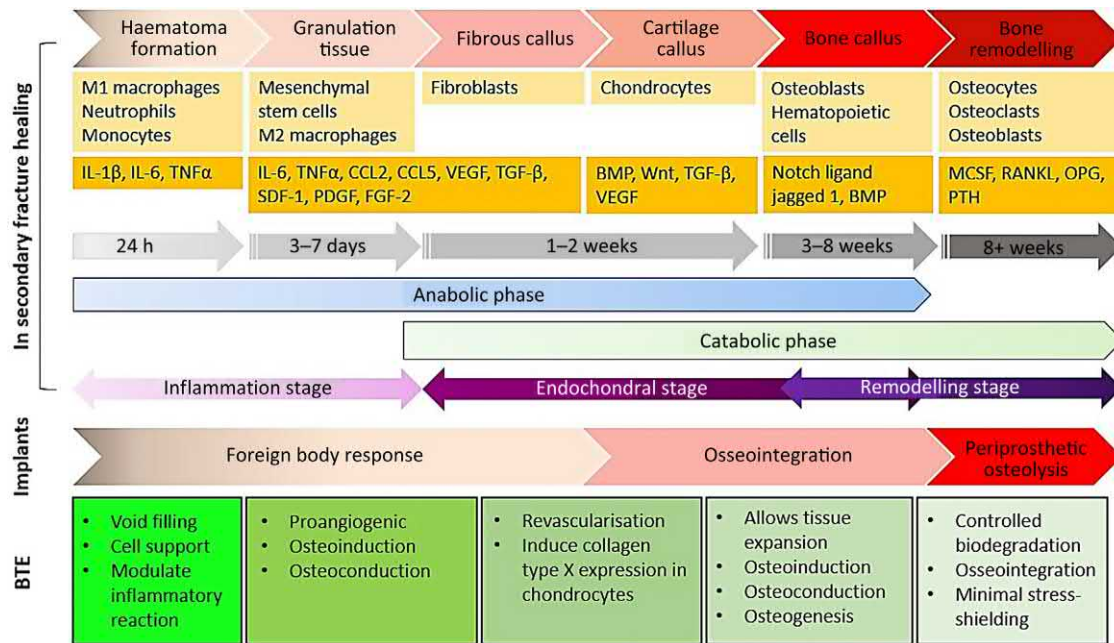 In secondary fracture healing
Haematoma
formation
Granulation
tissue
Fibrous callus
Cartilage
callus
Bone callus
Bone
remodelling
M1 macrophages
Neutrophils
Monocytes
Mesenchymal
stem cells
M2 macrophages
Fibroblasts
Chondrocytes
Osteoblasts
Hematopoietic
cells
Osteocytes
Osteoclasts
Osteoblasts
IL-1β, IL-6, TNFα
IL-6, TNFα, CCL2, CCL5, VEGF, TGF-β,
SDF-1, PDGF, FGF-2
BMP, Wnt, TGF-β,
VEGF
Notch ligand
jagged 1, BMP
MCSF, RANKL, OPG,
PTH
24 h
3–7 days
1–2 weeks
3–8 weeks
8+ weeks
Anabolic phase
Catabolic phase
Inflammation stage
Endochondral stage
Remodelling stage
Implants
Foreign body response
Osseointegration
Periprosthetic
osteolysis
BTE
• Void filling
• Cell support
• Modulate
inflammatory
reaction
• Proangiogenic
• Osteoinduction
• Osteoconduction
• Revascularisation
• Induce collagen
type X expression in
chondrocytes
• Allows tissue
expansion
• Osteoinduction
• Osteoconduction
• Osteogenesis
• Controlled
biodegradation
• Osseointegration
• Minimal stress-
shielding